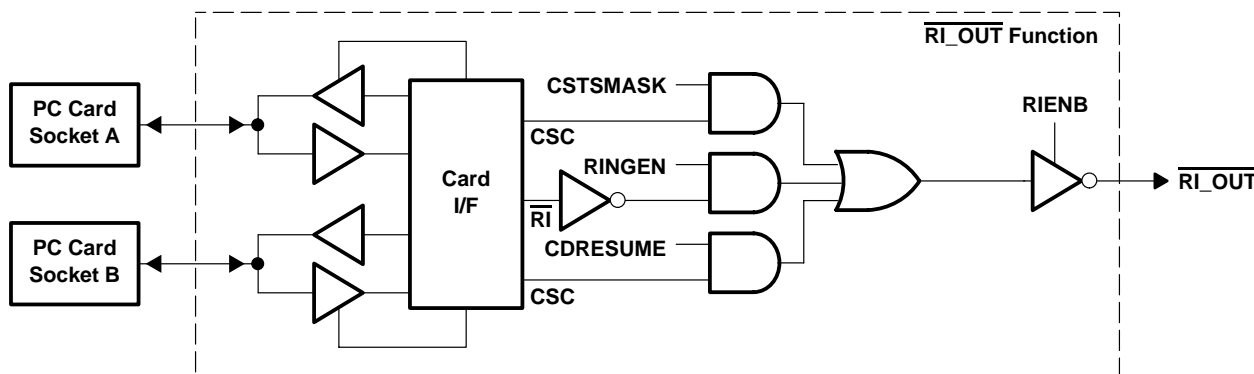 RI_OUT Function
PC Card
Socket A
CSTSMASK
CSC
RIENB
RINGEN
Card
I/F
RI
RI_OUT
PC Card
Socket B
CDRESUME
CSC